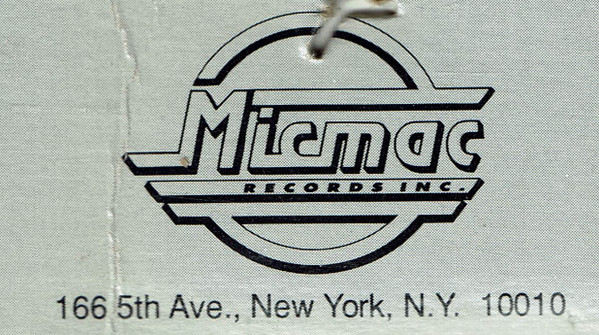 Micmac
RECORDS INC.
166 5th Ave., New York, N.Y. 10010